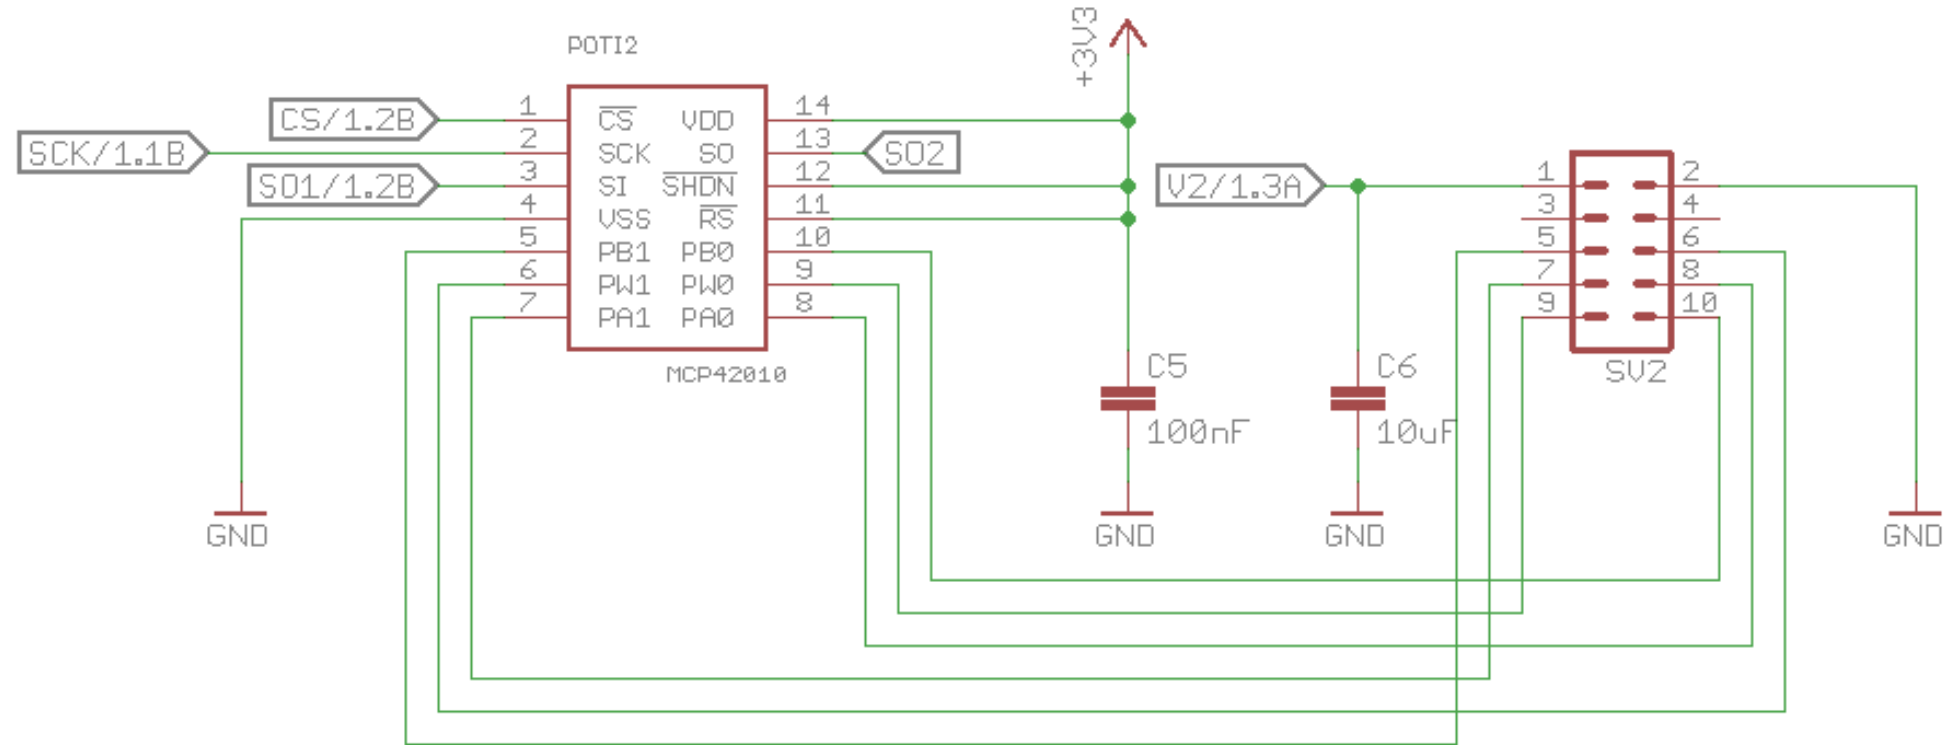 +3V3
POTI2
CS/1.2B
SCK/1.1B
SO1/1.2B
1 CS VDD 14
2 SCK SO 13
3 SI SHDN 12
4 VSS RS 11
5 PB1 PB0 10
6 PW1 PW0 9
7 PA1 PA0 8
MCP42010
SO2
V2/1.3A
1 2
3 4
5 6
7 8
9 10
SV2
C5
100nF
C6
10uF
GND
GND
GND
GND